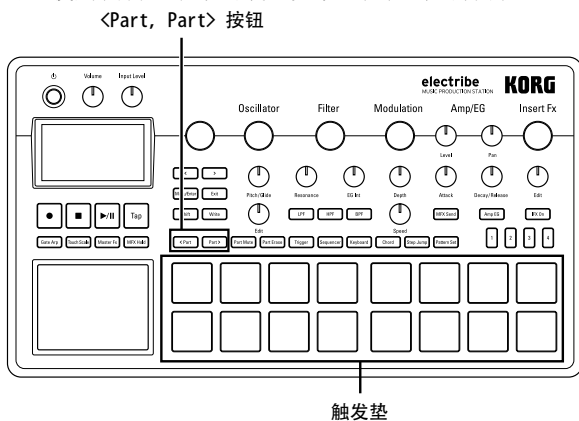 <Part, Part> 按钮
Volume Input Level
electribe KORG
MUSIC PRODUCTION STATION
Oscillator Filter Modulation Amp/EG Insert Fx
Level Pan
< >
Pitch/Glide Resonance EG Int Depth Attack Decay/Release Edit
Menu/Enter Exit
Shift Write LPF HPF BPF MFX Send Amp EG IFX On
▶/II Tap
Edit Speed
Gate Arp Touch Scale Master Fx MFX Hold < Part Part > Part Mute Part Erase Trigger Sequencer Keyboard Chord Step Jump Pattern Set 1 2 3 4
触发垫